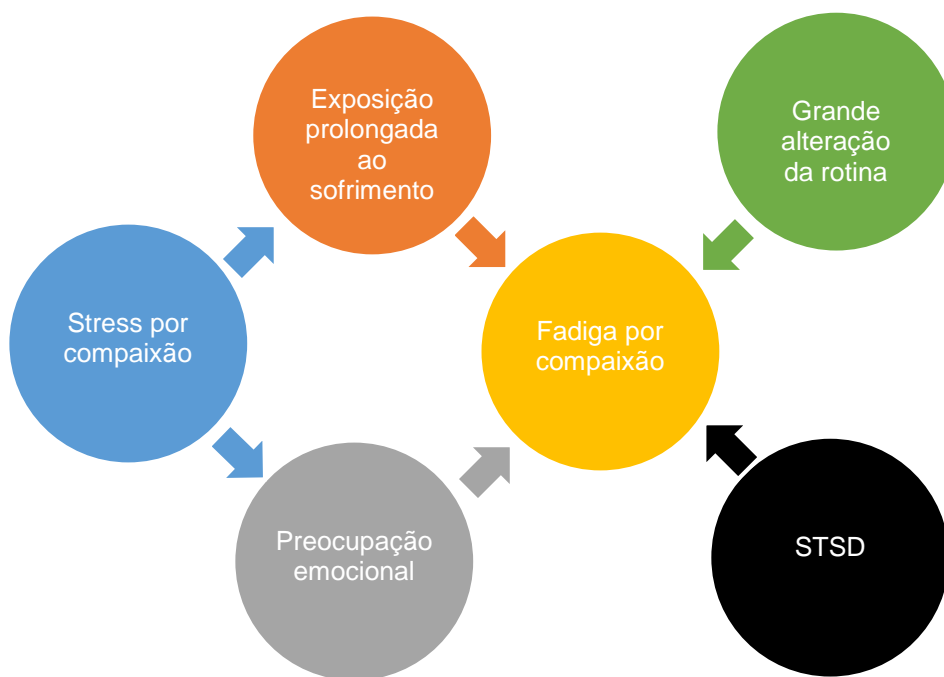 Exposição
prolongada
ao
sofrimento
Grande
alteração
da rotina
Stress por
compaixão
Fadiga por
compaixão
Preocupação
emocional
STSD